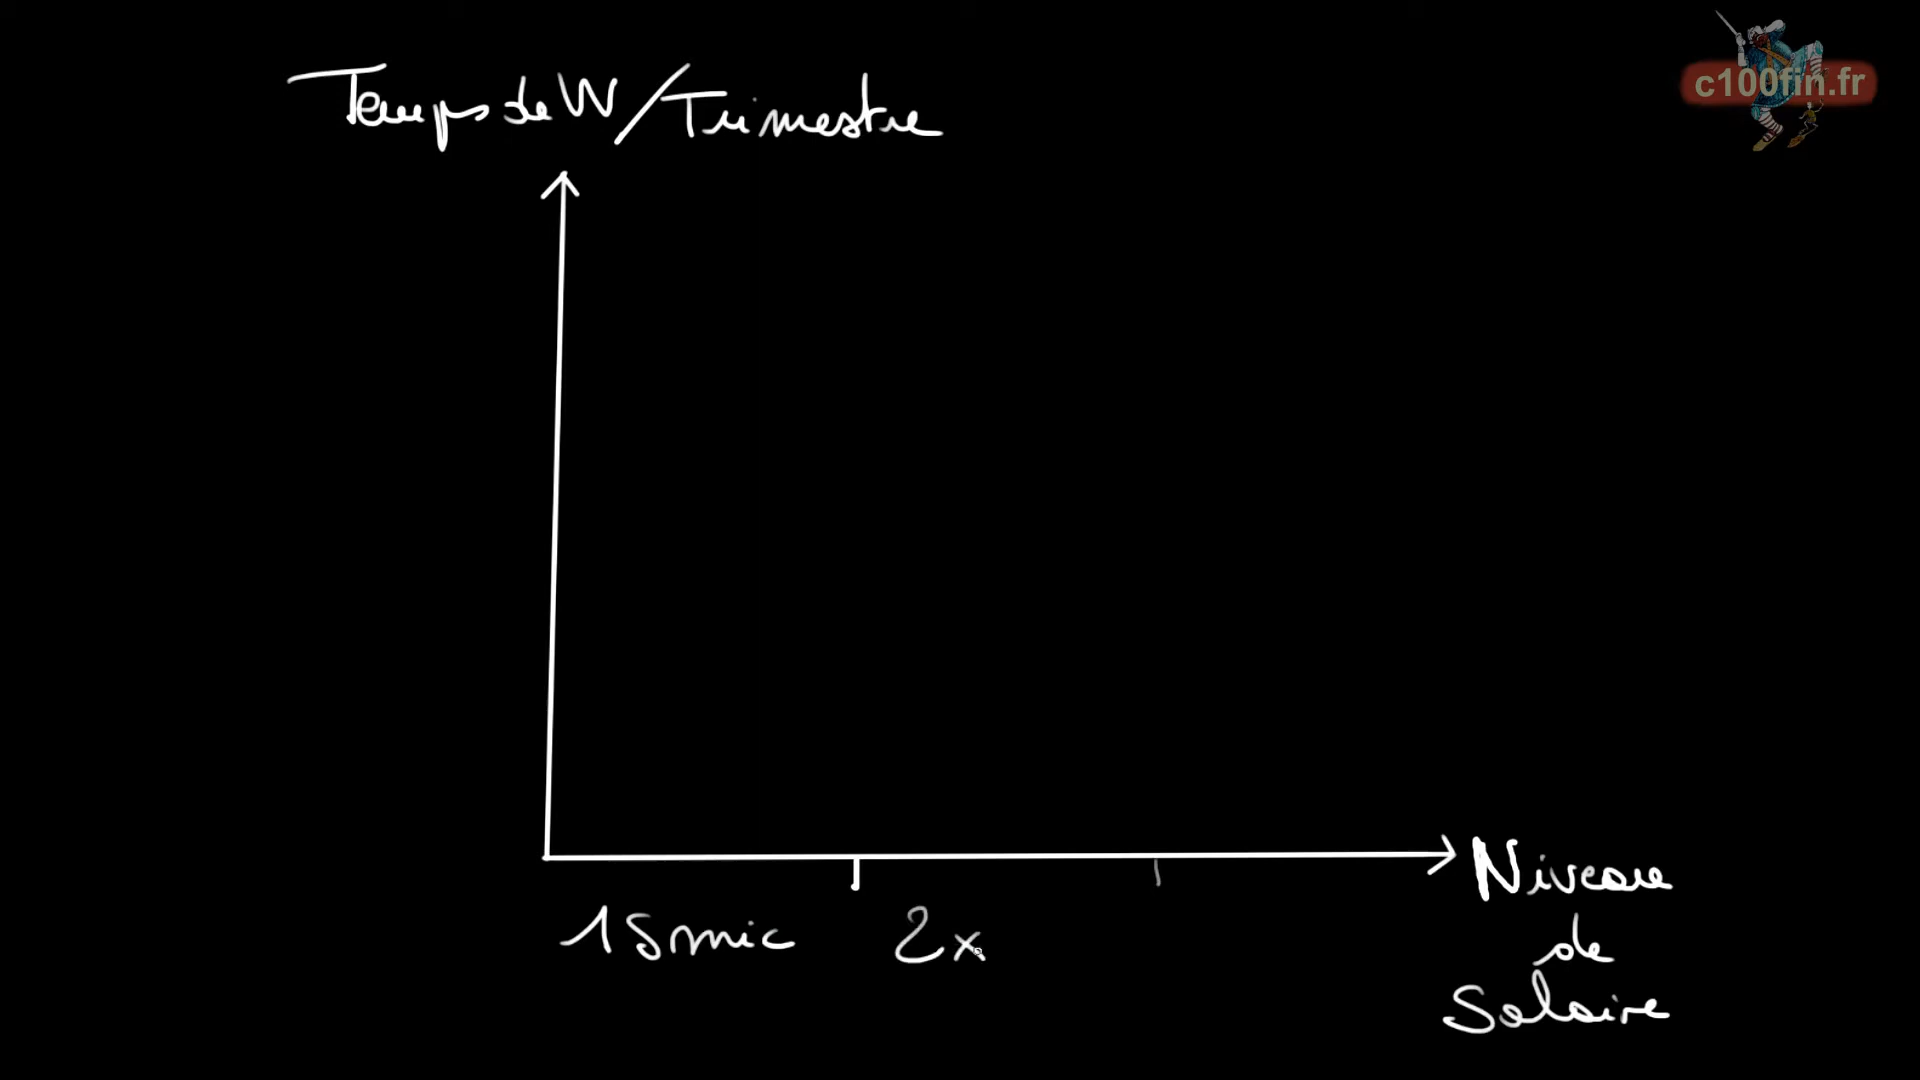 c100fin.fr
Temps de W/Trimestre
1 Smic 2x
Niveau
de
Salaire